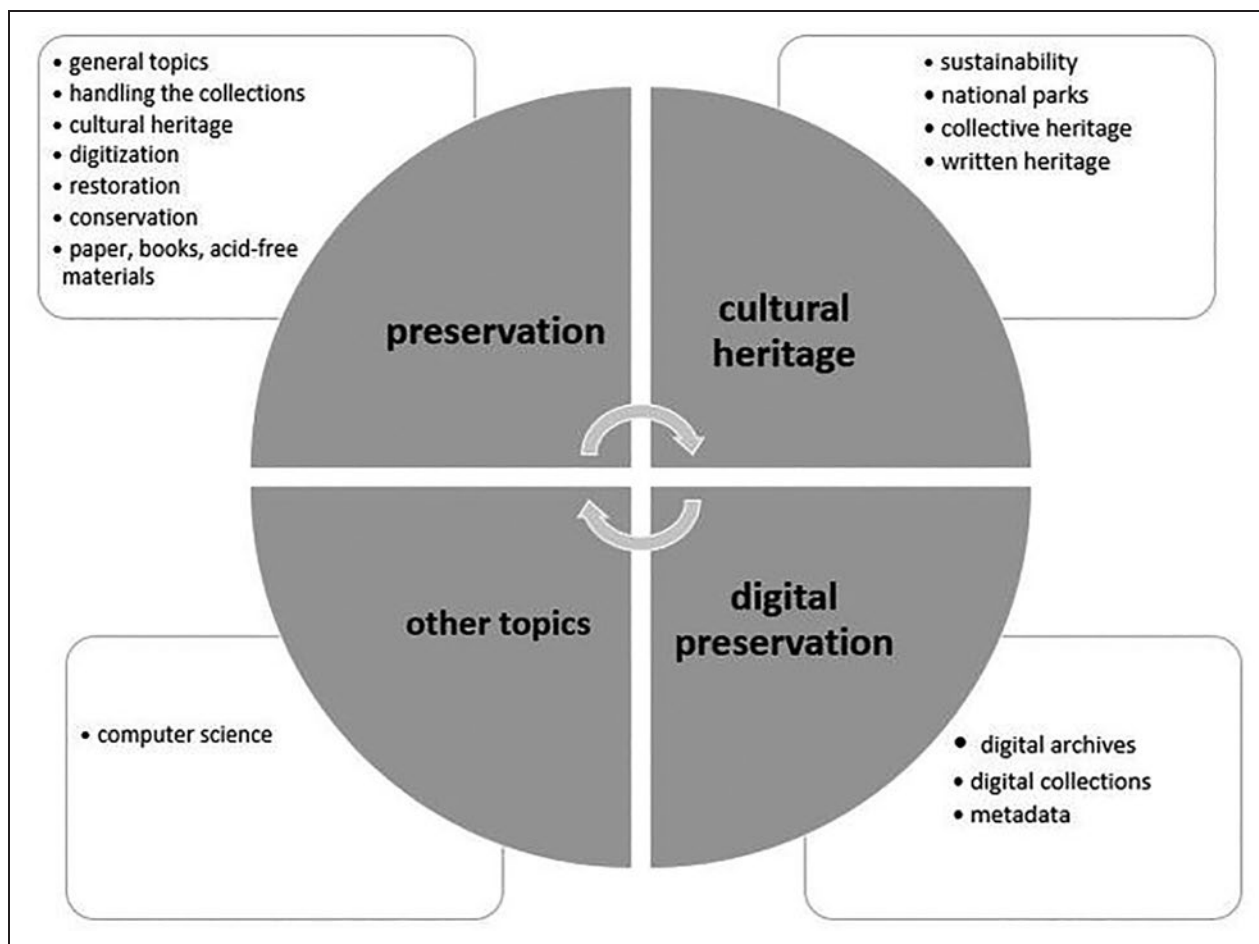 • general topics
• handling the collections
• cultural heritage
• digitization
• restoration
• conservation
• paper, books, acid-free
materials
• sustainability
• national parks
• collective heritage
• written heritage
preservation
cultural
heritage
other topics
digital
preservation
• computer science
• digital archives
• digital collections
• metadata